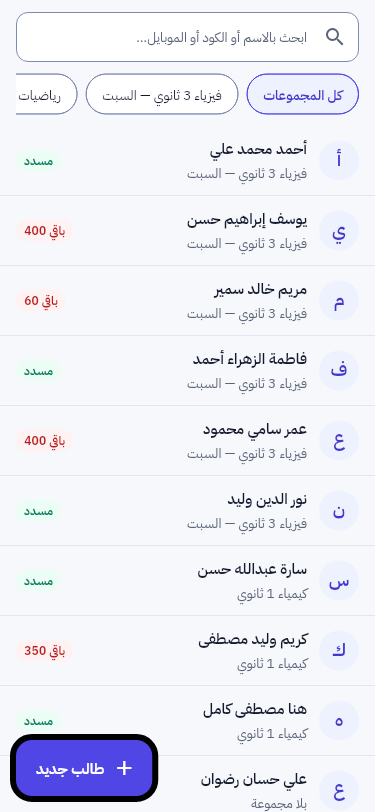 ابحث بالاسم أو الكود أو الموبايل...
كل المجموعات
فيزياء 3 ثانوي — السبت
رياضيات
أ
أحمد محمد علي
فيزياء 3 ثانوي — السبت
مسدد
ي
يوسف إبراهيم حسن
فيزياء 3 ثانوي — السبت
باقي 400
م
مريم خالد سمير
فيزياء 3 ثانوي — السبت
باقي 60
ف
فاطمة الزهراء أحمد
فيزياء 3 ثانوي — السبت
مسدد
ع
عمر سامي محمود
فيزياء 3 ثانوي — السبت
باقي 400
ن
نور الدين وليد
فيزياء 3 ثانوي — السبت
مسدد
س
سارة عبدالله حسن
كيمياء 1 ثانوي
مسدد
ك
كريم وليد مصطفى
كيمياء 1 ثانوي
باقي 350
ه
هنا مصطفى كامل
كيمياء 1 ثانوي
مسدد
ع
علي حسان رضوان
بلا مجموعة
طالب جديد